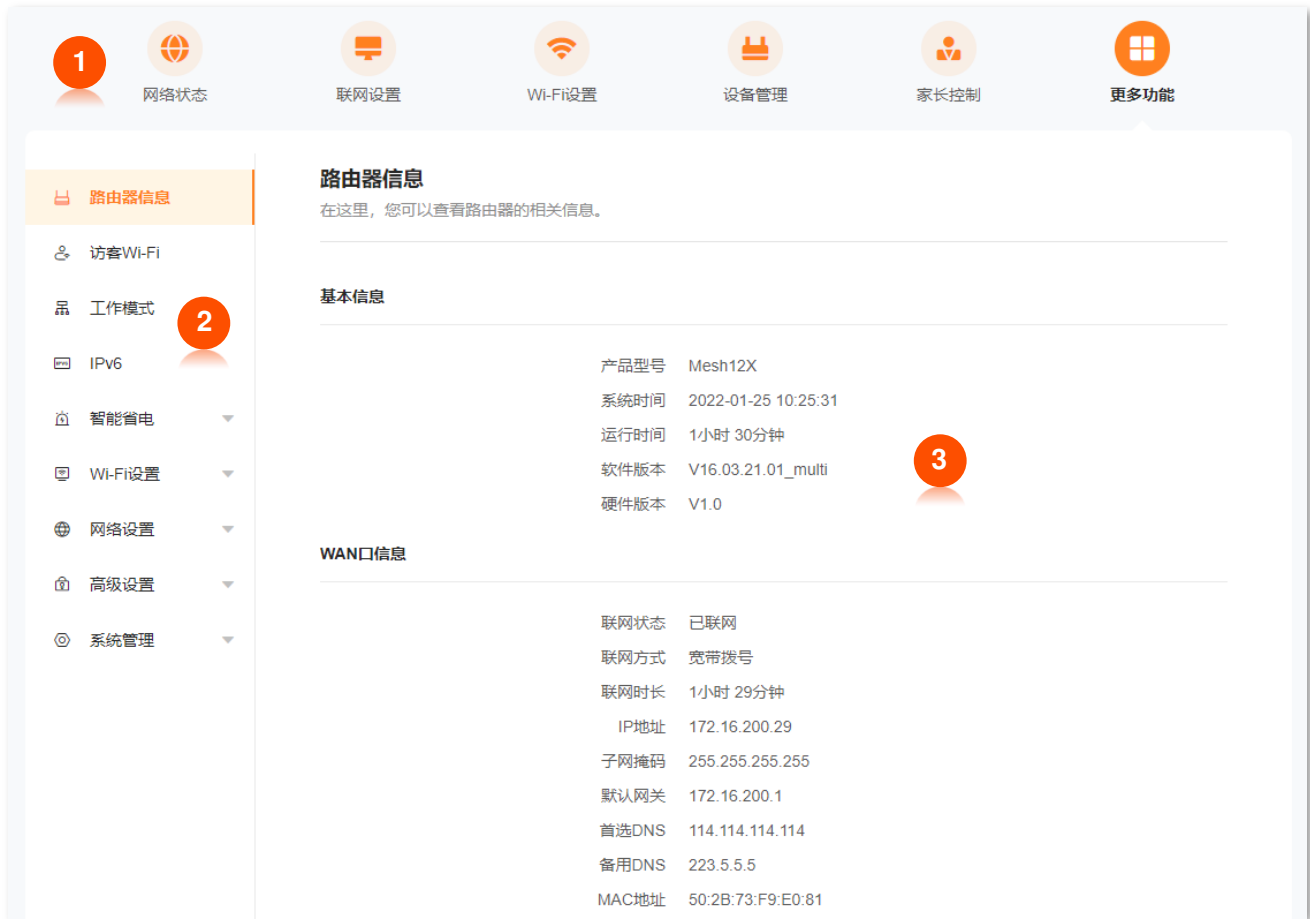 1
网络状态 联网设置 Wi-Fi设置 设备管理 家长控制 更多功能
路由器信息
访客Wi-Fi
工作模式
2
IPv6
智能省电
Wi-Fi设置
网络设置
高级设置
系统管理
路由器信息
在这里，您可以查看路由器的相关信息。
基本信息
产品型号 Mesh12X
系统时间 2022-01-25 10:25:31
运行时间 1小时 30分钟
3
软件版本 V16.03.21.01_multi
硬件版本 V1.0
WAN口信息
联网状态 已联网
联网方式 宽带拨号
联网时长 1小时 29分钟
IP地址 172.16.200.29
子网掩码 255.255.255.255
默认网关 172.16.200.1
首选DNS 114.114.114.114
备用DNS 223.5.5.5
MAC地址 50:2B:73:F9:E0:81